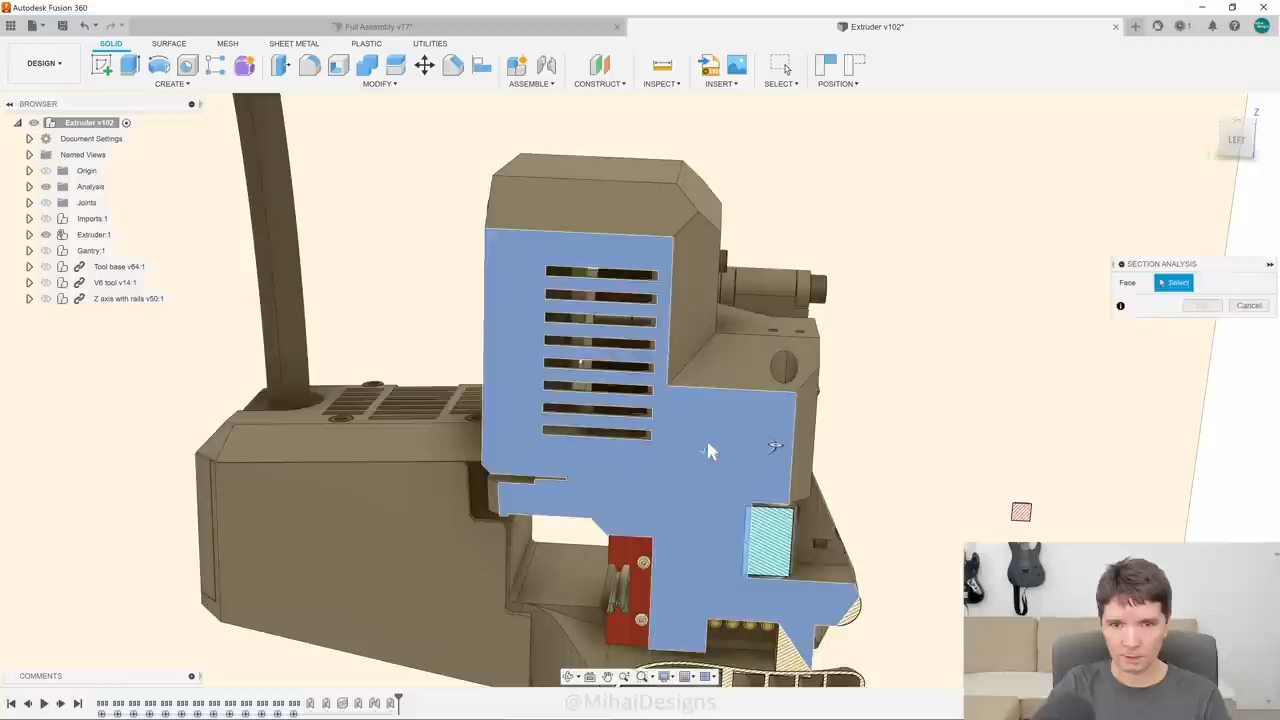 Autodesk Fusion 360
Full Assembly v77*
Extruder v102*
1
SOLID SURFACE MESH SHEET METAL PLASTIC UTILITIES
DESIGN
CREATE MODIFY ASSEMBLE CONSTRUCT INSPECT INSERT SELECT POSITION
BROWSER
Extruder v102
Document Settings
Named Views
Origin
Analysis
Joints
Imports:1
Extruder:1
Gantry:1
Tool base v64:1
V6 tool v14:1
Z axis with rails v50:1
Z
LEFT
SECTION ANALYSIS
Face Select
Cancel
COMMENTS
@MihaiDesigns